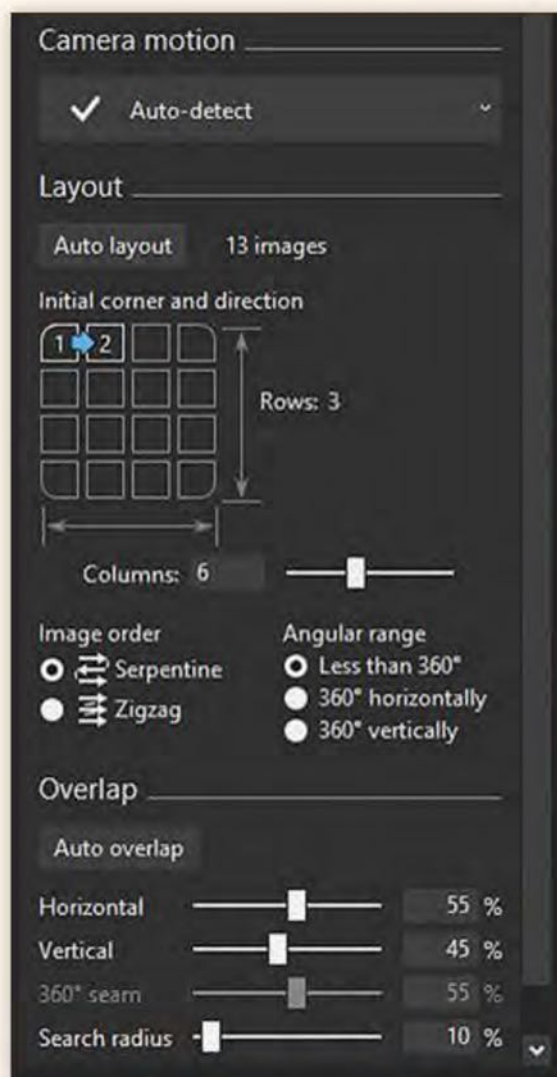 Camera motion
Auto-detect
Layout
Auto layout 13 images
Initial corner and direction
1 2
Rows: 3
Columns: 6
Image order Angular range
Serpentine Less than 360°
Zigzag 360° horizontally
360° vertically
Overlap
Auto overlap
Horizontal 55 %
Vertical 45 %
360° seam 55 %
Search radius 10 %